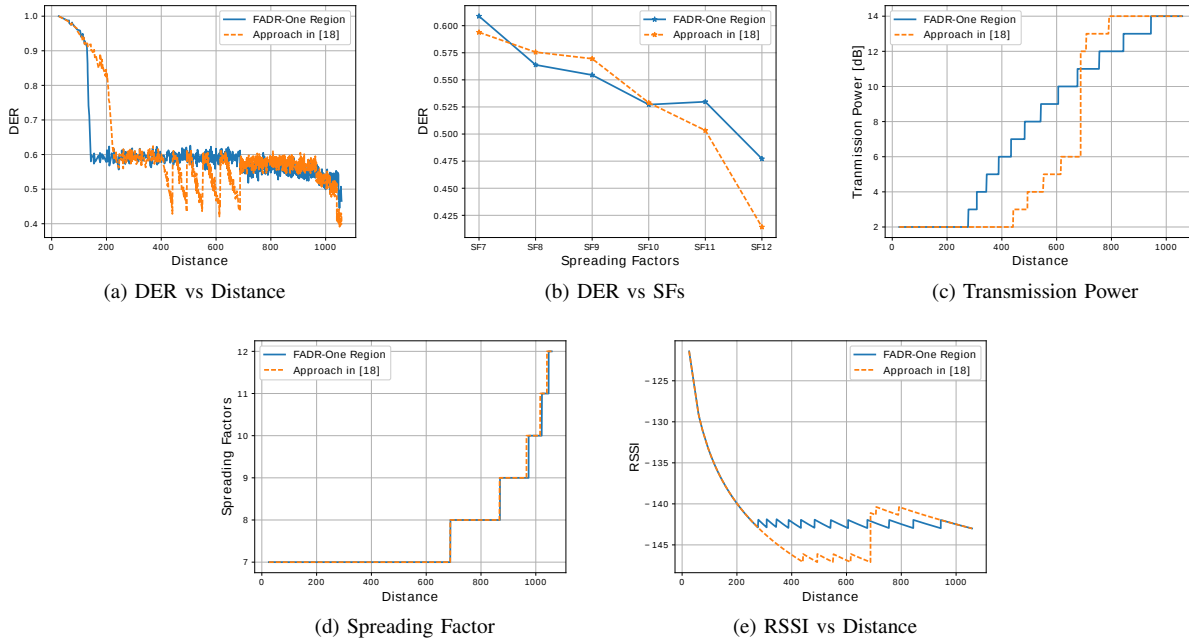 1.0
0.9
0.8
0.7
0.6
0.5
0.4
DER
0
200
400
600
800
1000
Distance
FADR-One Region
Approach in [18]
(a) DER vs Distance
0.600
0.575
0.550
0.525
0.500
0.475
0.450
0.425
DER
SF7
SF8
SF9
SF10
SF11
SF12
Spreading Factors
FADR-One Region
Approach in [18]
(b) DER vs SFs
14
12
10
8
6
4
2
Tranmission Power [dB]
0
200
400
600
800
1000
Distance
FADR-One Region
Approach in [18]
(c) Transmission Power
12
11
10
9
8
7
Spreading Factors
0
200
400
600
800
1000
Distance
FADR-One Region
Approach in [18]
(d) Spreading Factor
−125
−130
−135
−140
−145
RSSI
0
200
400
600
800
1000
Distance
FADR-One Region
Approach in [18]
(e) RSSI vs Distance